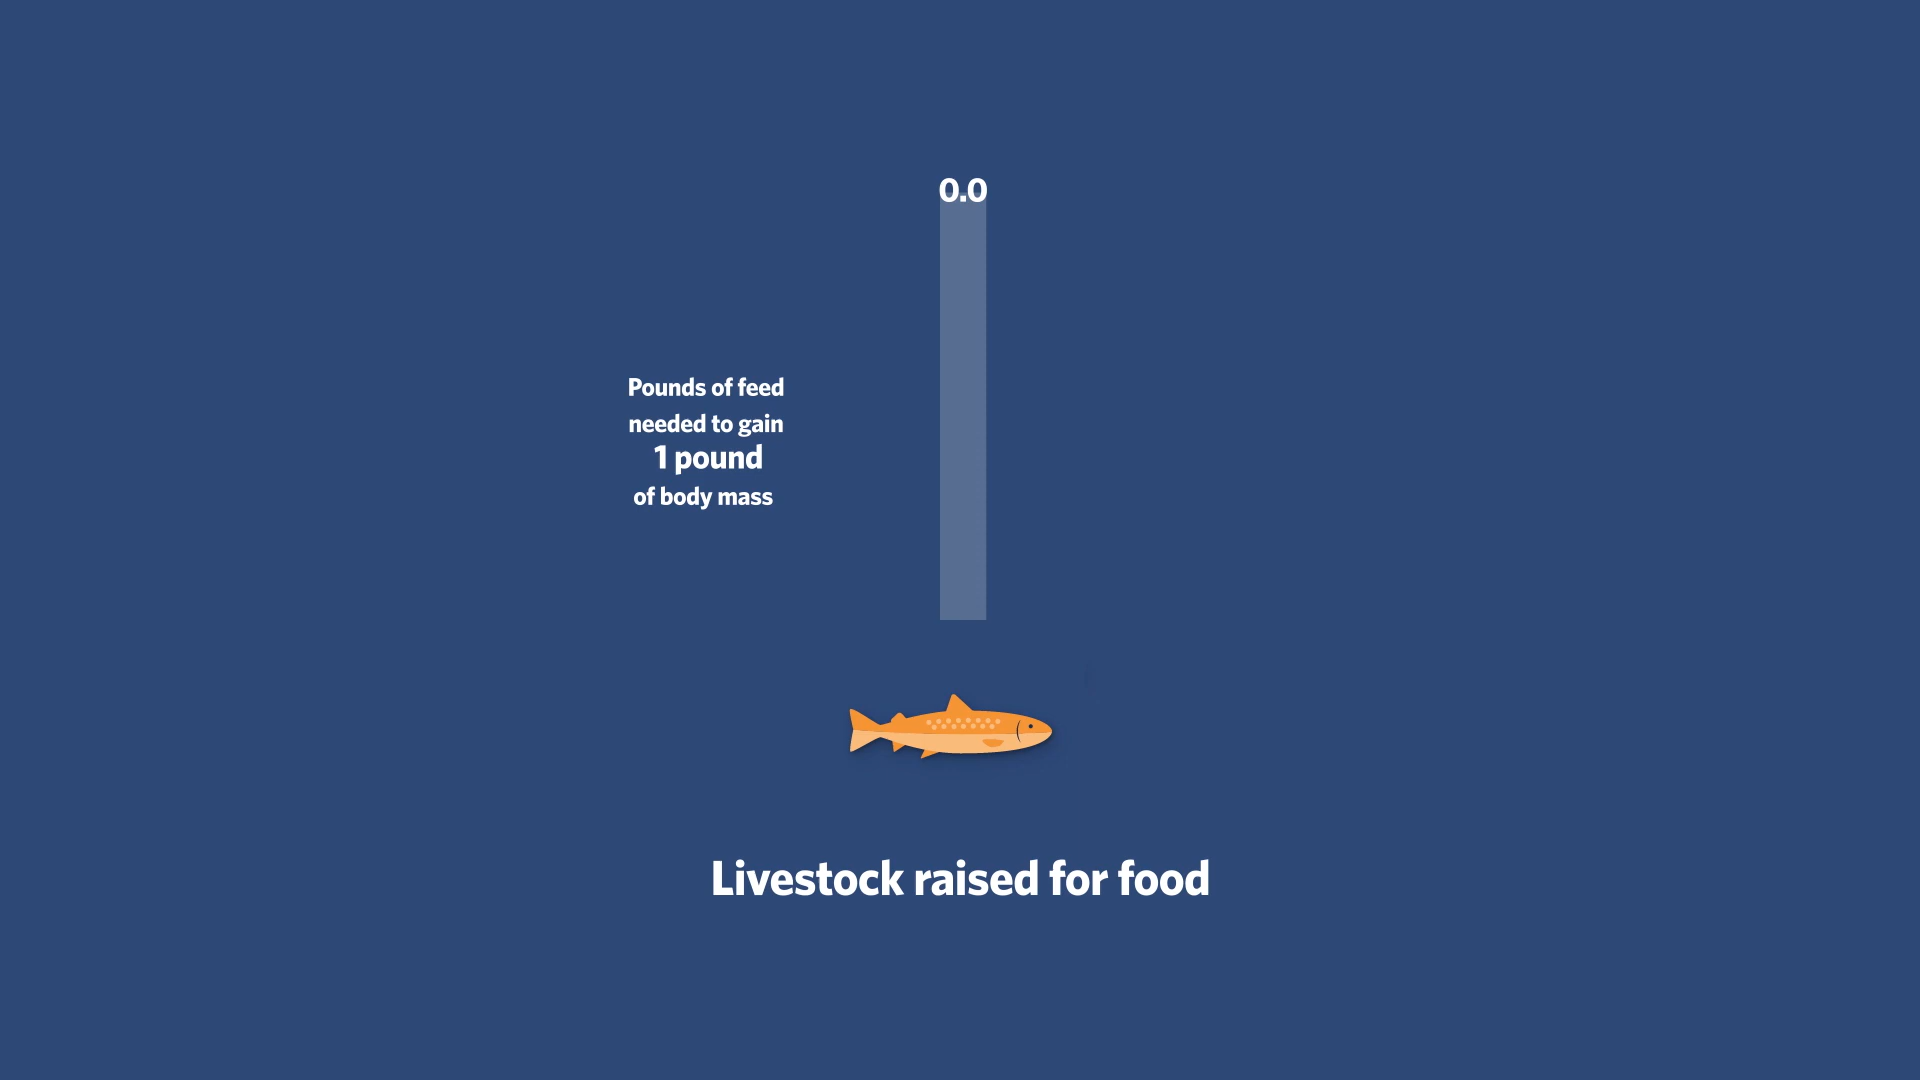 0.0
Pounds of feed
needed to gain
1 pound
of body mass
Livestock raised for food